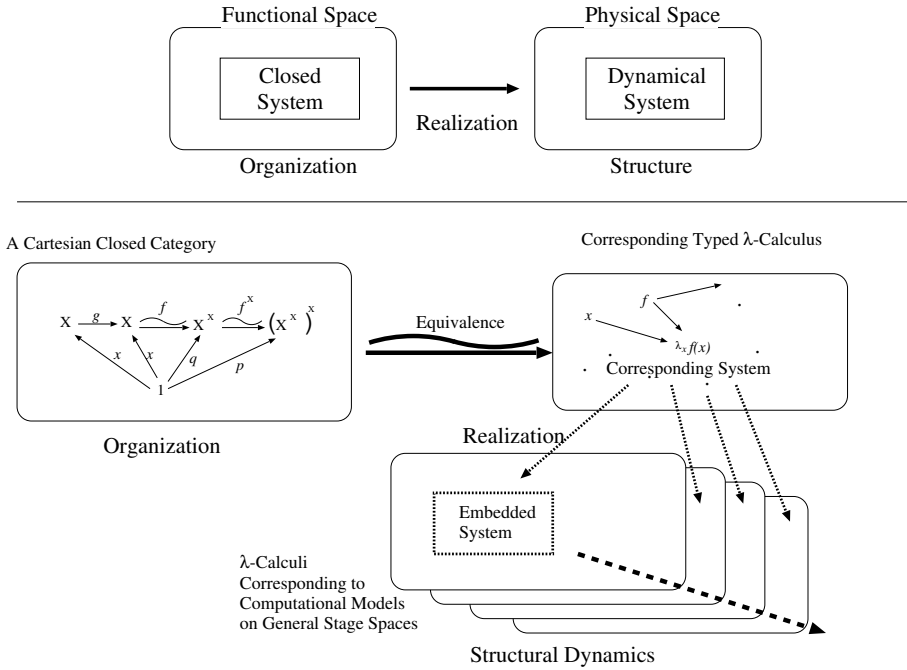 Functional Space
Physical Space
Closed
System
Dynamical
System
Realization
Organization
Structure
A Cartesian Closed Category
Corresponding Typed λ-Calculus
X g X f X^X f^X (X^X)^X
x x q p
1
Organization
Equivalence
f
x
λx f(x)
Corresponding System
Realization
Embedded
System
λ-Calculi
Corresponding to
Computational Models
on General Stage Spaces
Structural Dynamics